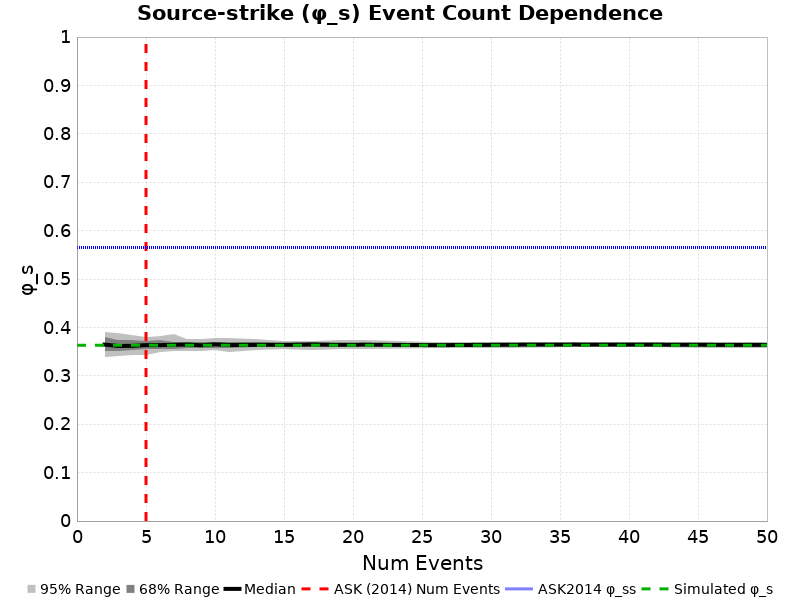 Source-strike (φ_s) Event Count Dependence
1
0.9
0.8
0.7
0.6
0.5
0.4
0.3
0.2
0.1
0
φ_s
0 5 10 15 20 25 30 35 40 45 50
Num Events
95% Range 68% Range Median ASK (2014) Num Events ASK2014 φ_ss Simulated φ_s